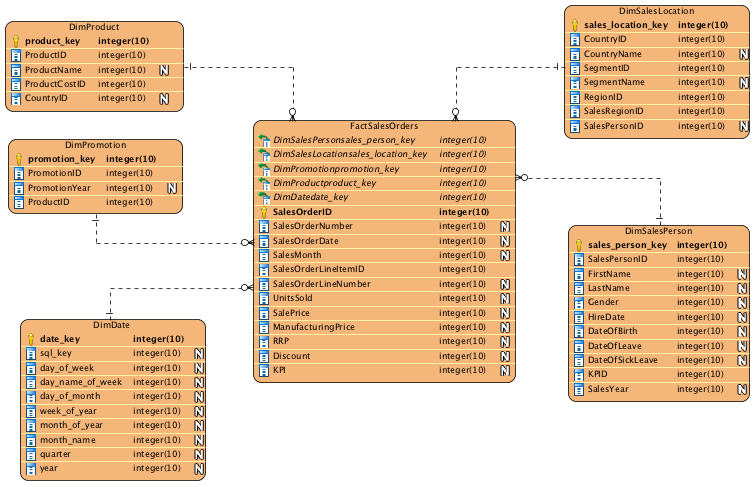 DimProduct
product_key integer(10)
ProductID integer(10)
ProductName integer(10) N
ProductCostID integer(10)
CountryID integer(10) N
DimSalesLocation
sales_location_key integer(10)
CountryID integer(10)
CountryName integer(10) N
SegmentID integer(10)
SegmentName integer(10) N
RegionID integer(10)
SalesRegionID integer(10)
SalesPersonID integer(10) N
DimPromotion
promotion_key integer(10)
PromotionID integer(10)
PromotionYear integer(10) N
ProductID integer(10)
FactSalesOrders
DimSalesPersonsales_person_key integer(10)
DimSalesLocationsales_location_key integer(10)
DimPromotionpromotion_key integer(10)
DimProductproduct_key integer(10)
DimDatedate_key integer(10)
SalesOrderID integer(10)
SalesOrderNumber integer(10) N
SalesOrderDate integer(10) N
SalesMonth integer(10) N
SalesOrderLineItemID integer(10)
SalesOrderLineNumber integer(10) N
UnitsSold integer(10) N
SalePrice integer(10) N
ManufacturingPrice integer(10) N
RRP integer(10) N
Discount integer(10) N
KPI integer(10) N
DimSalesPerson
sales_person_key integer(10)
SalesPersonID integer(10)
FirstName integer(10) N
LastName integer(10) N
Gender integer(10) N
HireDate integer(10) N
DateOfBirth integer(10) N
DateOfLeave integer(10) N
DateOfSickLeave integer(10) N
KPID integer(10)
SalesYear integer(10) N
DimDate
date_key integer(10)
sql_key integer(10) N
day_of_week integer(10) N
day_name_of_week integer(10) N
day_of_month integer(10) N
week_of_year integer(10) N
month_of_year integer(10) N
month_name integer(10) N
quarter integer(10) N
year integer(10) N